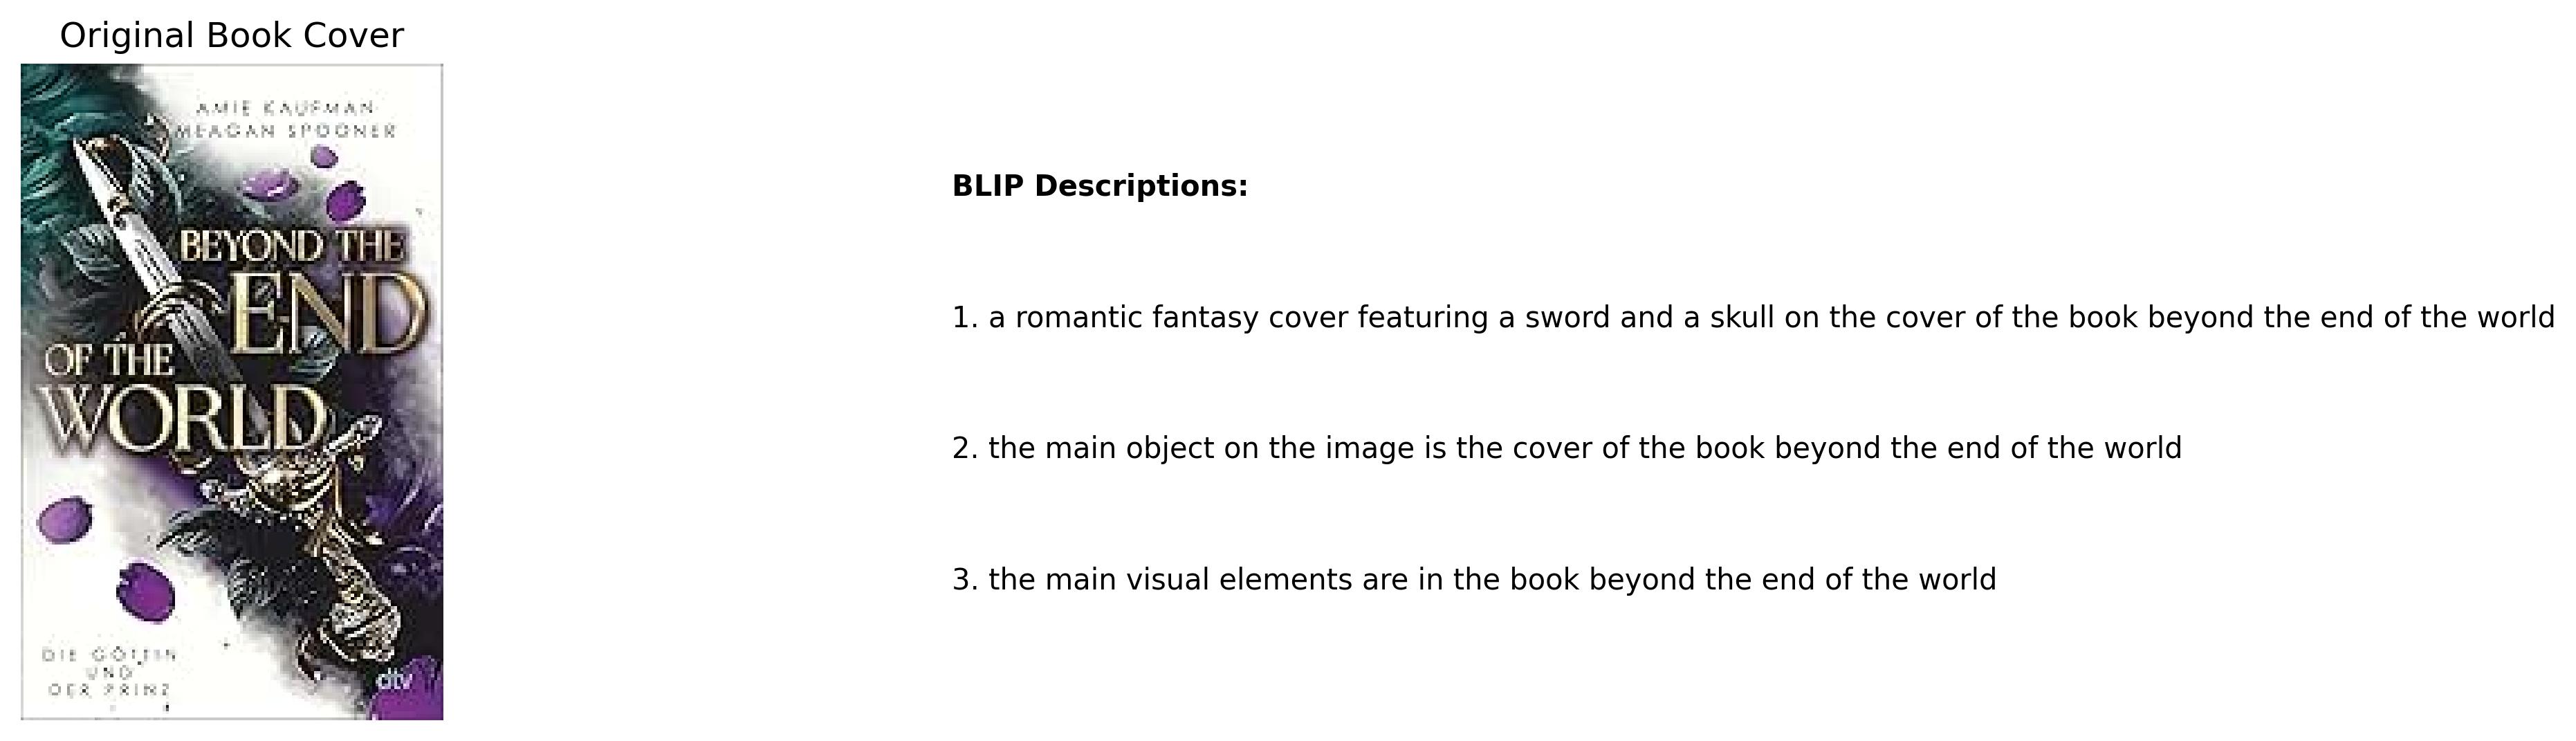 Original Book Cover
AMIE KAUFMAN
MEAGAN SPOONER
BEYOND THE
END
OF THE
WORLD
DIE GÖTTIN
UND
DER PRINZ
dtv
BLIP Descriptions:
1. a romantic fantasy cover featuring a sword and a skull on the cover of the book beyond the end of the world
2. the main object on the image is the cover of the book beyond the end of the world
3. the main visual elements are in the book beyond the end of the world